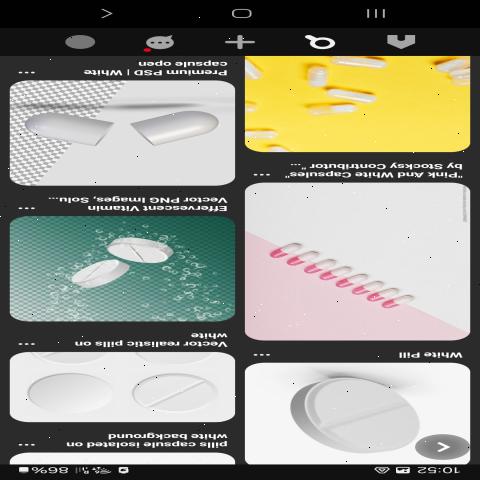 10:52
86%
White Pill
"Pink And White Capsules"
by Stocksy Contributor "...
pills capsule isolated on
white background
Vector realistic pills on
white
Effervescent Vitamin
Vector PNG Images, Solu...
Premium PSD | White
capsule open